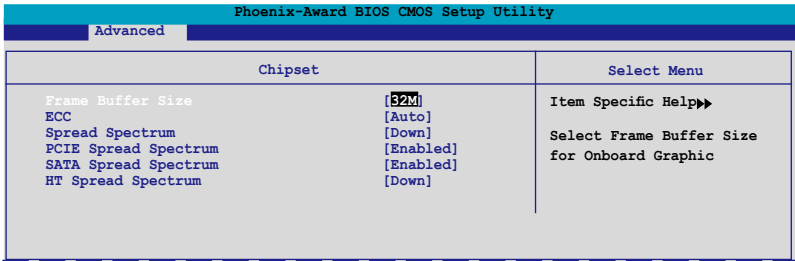 Phoenix-Award BIOS CMOS Setup Utility
Advanced
Chipset
Select Menu
Frame Buffer Size [32M]
ECC [Auto]
Spread Spectrum [Down]
PCIE Spread Spectrum [Enabled]
SATA Spread Spectrum [Enabled]
HT Spread Spectrum [Down]
Item Specific Help
Select Frame Buffer Size
for Onboard Graphic